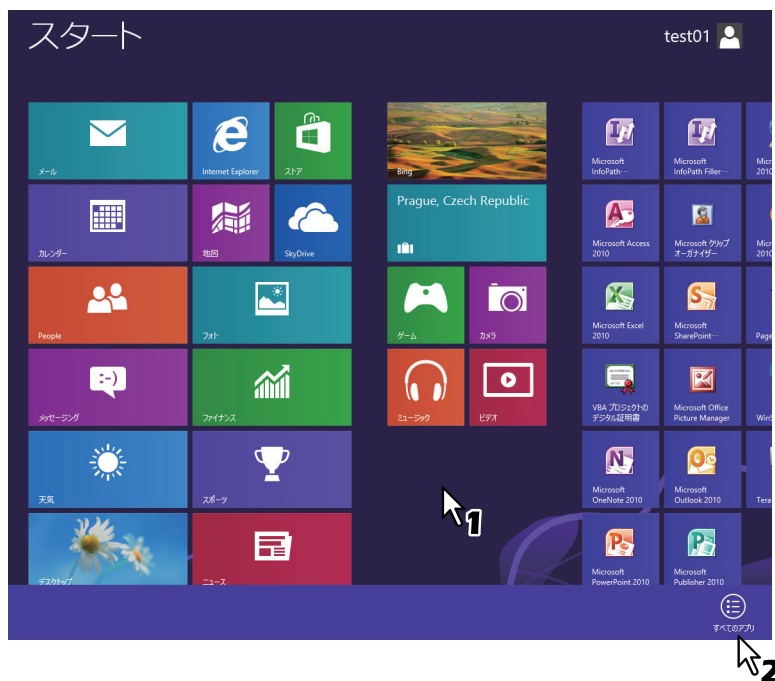 スタート
test01
メール
Internet Explorer
ストア
Bing
Microsoft
InfoPath…
Microsoft
InfoPath Filler…
Micr
2010
カレンダー
地図
SkyDrive
Prague, Czech Republic
Microsoft Access
2010
Microsoft クリップ
オーガナイザー
Micr
2010
People
フォト
ゲーム
カメラ
Microsoft Excel
2010
Microsoft
SharePoint…
Page
メッセージング
ファイナンス
ミュージック
ビデオ
VBA プロジェクトの
デジタル証明書
Microsoft Office
Picture Manager
WinS
天気
スポーツ
1
Microsoft
OneNote 2010
Microsoft
Outlook 2010
Tera
デスクトップ
ニュース
Microsoft
PowerPoint 2010
Microsoft
Publisher 2010
すべてのアプリ
2